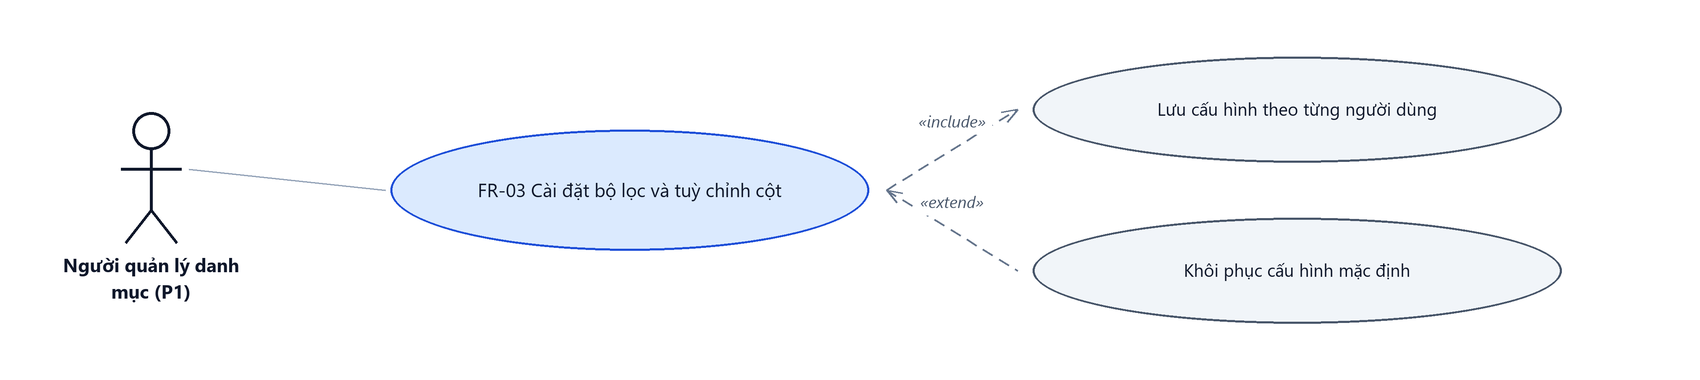 Người quản lý danh
mục (P1)
FR-03 Cài đặt bộ lọc và tuỳ chỉnh cột
«include»
«extend»
Lưu cấu hình theo từng người dùng
Khôi phục cấu hình mặc định